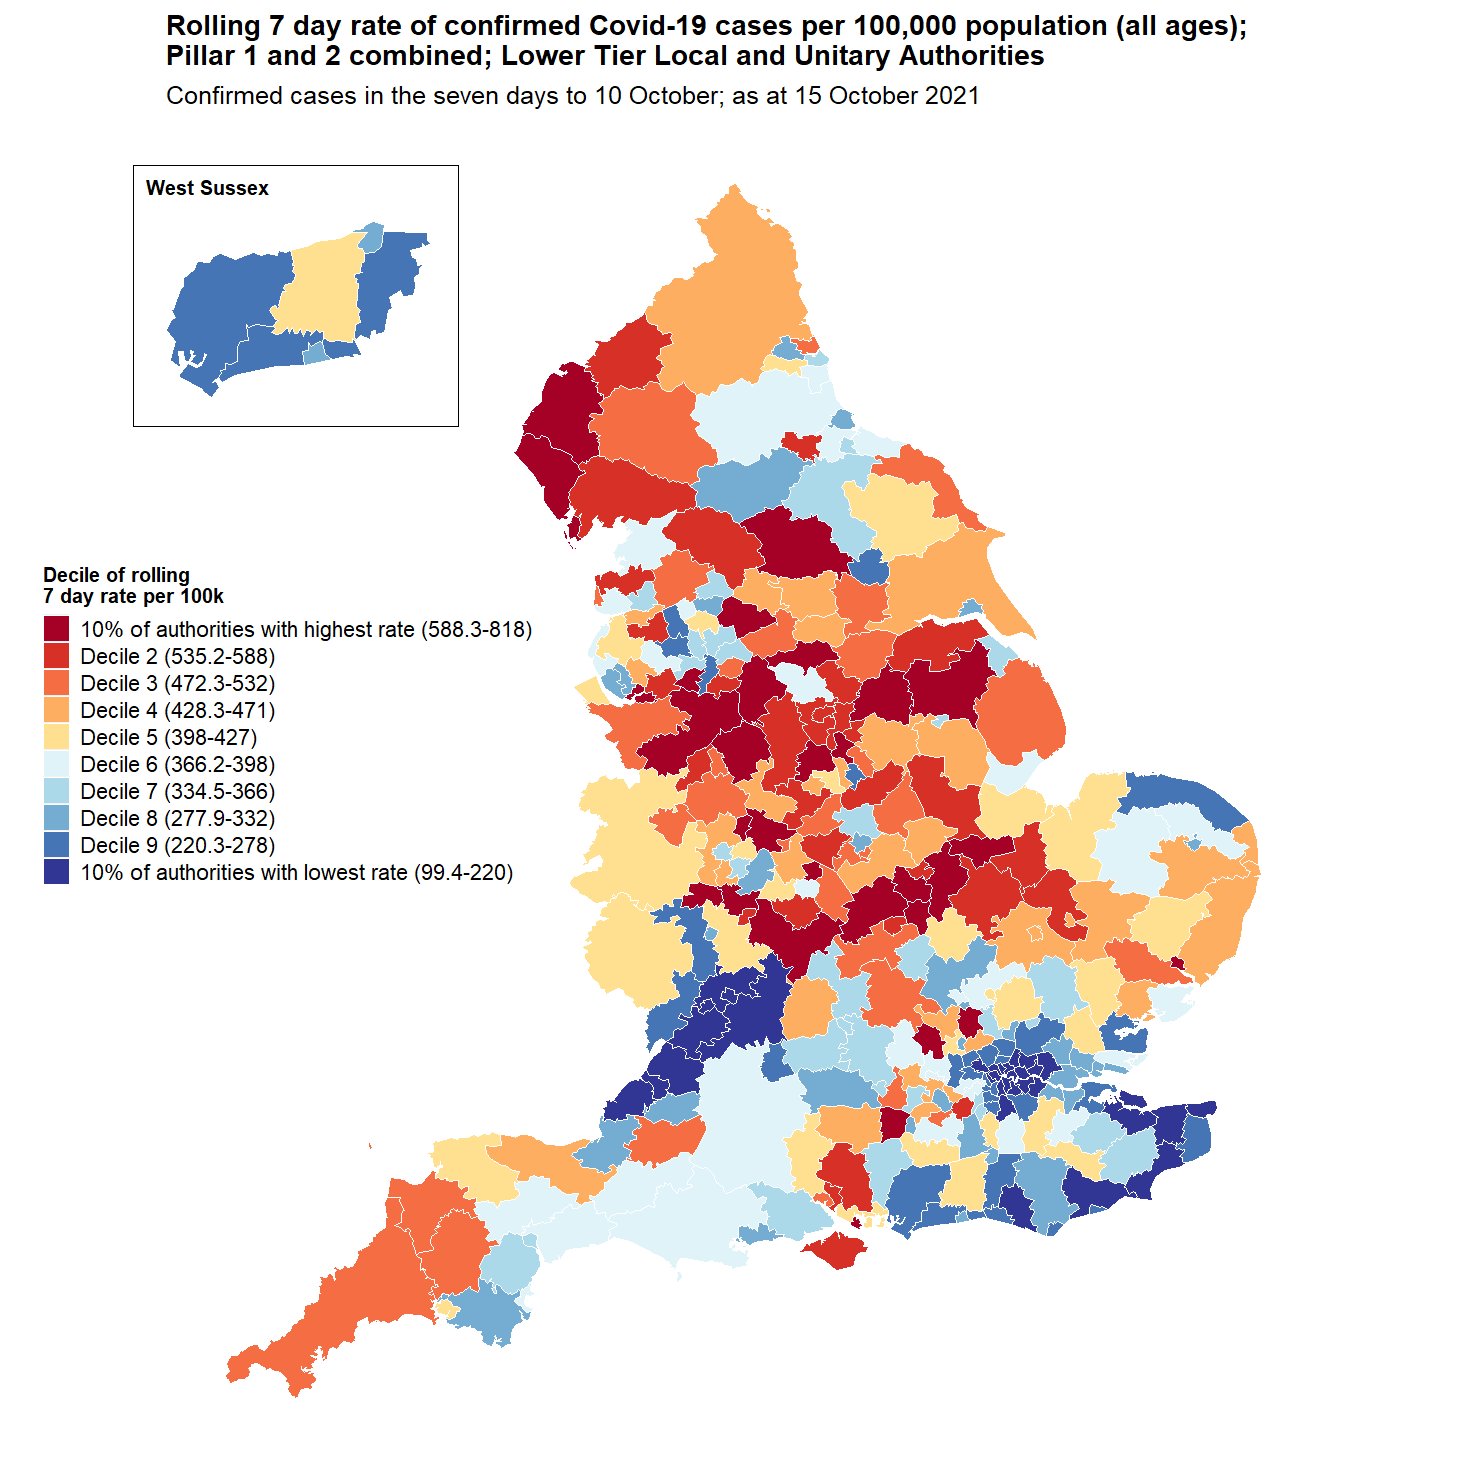 Rolling 7 day rate of confirmed Covid-19 cases per 100,000 population (all ages);
Pillar 1 and 2 combined; Lower Tier Local and Unitary Authorities
Confirmed cases in the seven days to 10 October; as at 15 October 2021
West Sussex
Decile of rolling
7 day rate per 100k
10% of authorities with highest rate (588.3-818)
Decile 2 (535.2-588)
Decile 3 (472.3-532)
Decile 4 (428.3-471)
Decile 5 (398-427)
Decile 6 (366.2-398)
Decile 7 (334.5-366)
Decile 8 (277.9-332)
Decile 9 (220.3-278)
10% of authorities with lowest rate (99.4-220)